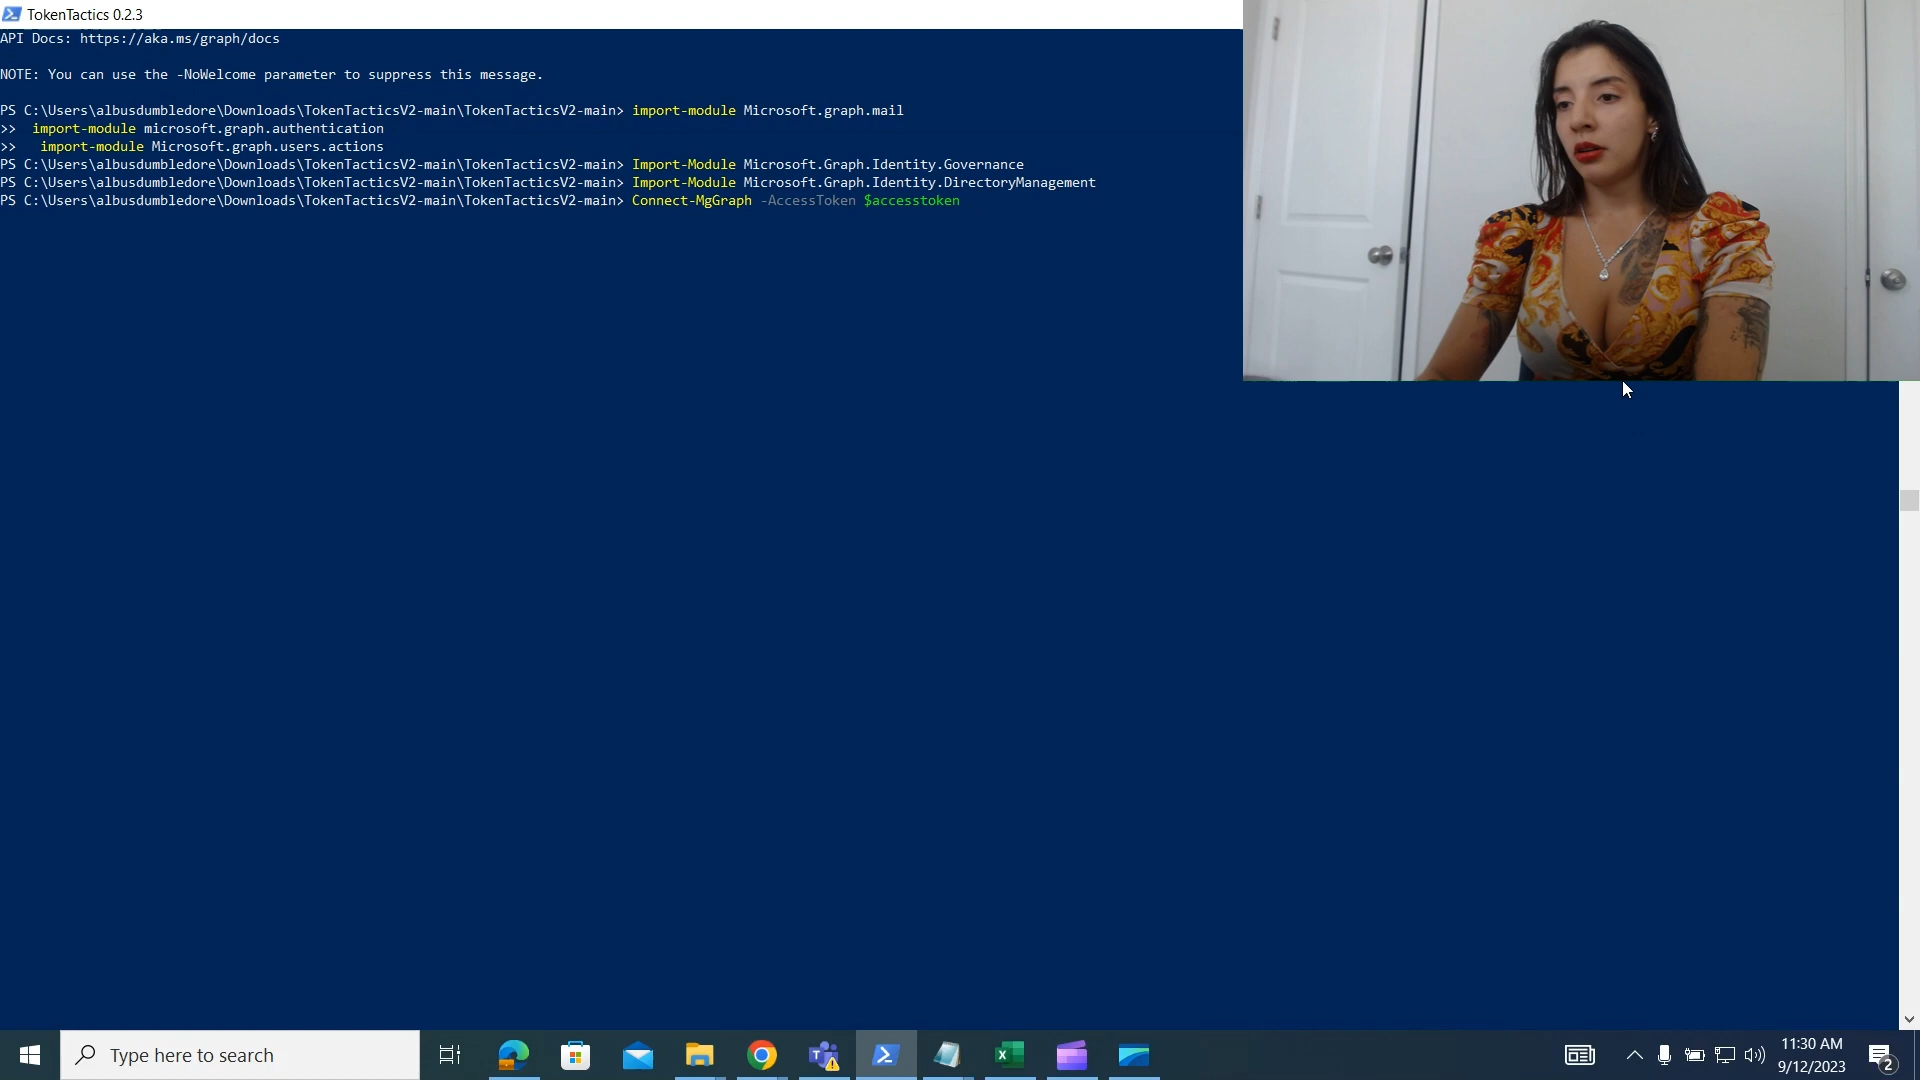 TokenTactics 0.2.3
API Docs: https://aka.ms/graph/docs
NOTE: You can use the -NoWelcome parameter to suppress this message.
PS C:\Users\albusdumbledore\Downloads\TokenTacticsV2-main\TokenTacticsV2-main> import-module Microsoft.graph.mail
>>  import-module microsoft.graph.authentication
>>   import-module Microsoft.graph.users.actions
PS C:\Users\albusdumbledore\Downloads\TokenTacticsV2-main\TokenTacticsV2-main> Import-Module Microsoft.Graph.Identity.Governance
PS C:\Users\albusdumbledore\Downloads\TokenTacticsV2-main\TokenTacticsV2-main> Import-Module Microsoft.Graph.Identity.DirectoryManagement
PS C:\Users\albusdumbledore\Downloads\TokenTacticsV2-main\TokenTacticsV2-main> Connect-MgGraph -AccessToken $accesstoken
Type here to search
11:30 AM
9/12/2023
2